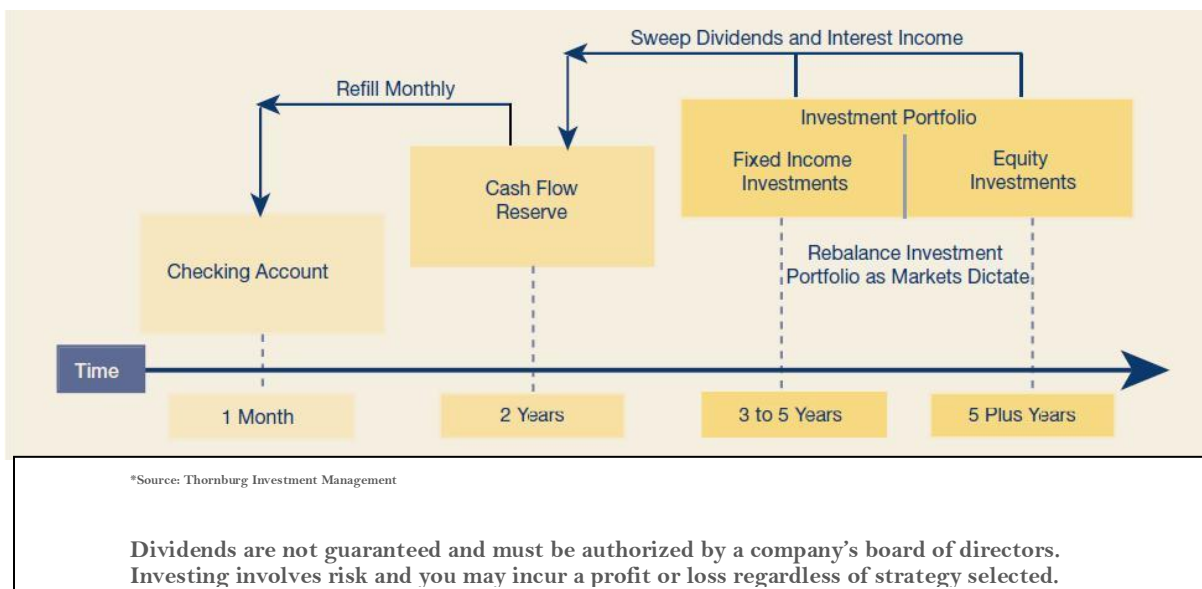 Sweep Dividends and Interest Income
Refill Monthly
Investment Portfolio
Fixed Income
Investments
Equity
Investments
Cash Flow
Reserve
Rebalance Investment
Portfolio as Markets Dictate
Checking Account
Time
1 Month
2 Years
3 to 5 Years
5 Plus Years
*Source: Thornburg Investment Management
Dividends are not guaranteed and must be authorized by a company’s board of directors.
Investing involves risk and you may incur a profit or loss regardless of strategy selected.